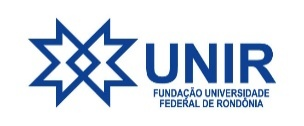 UNIR
FUNDAÇÃO UNIVERSIDADE
FEDERAL DE RONDÔNIA